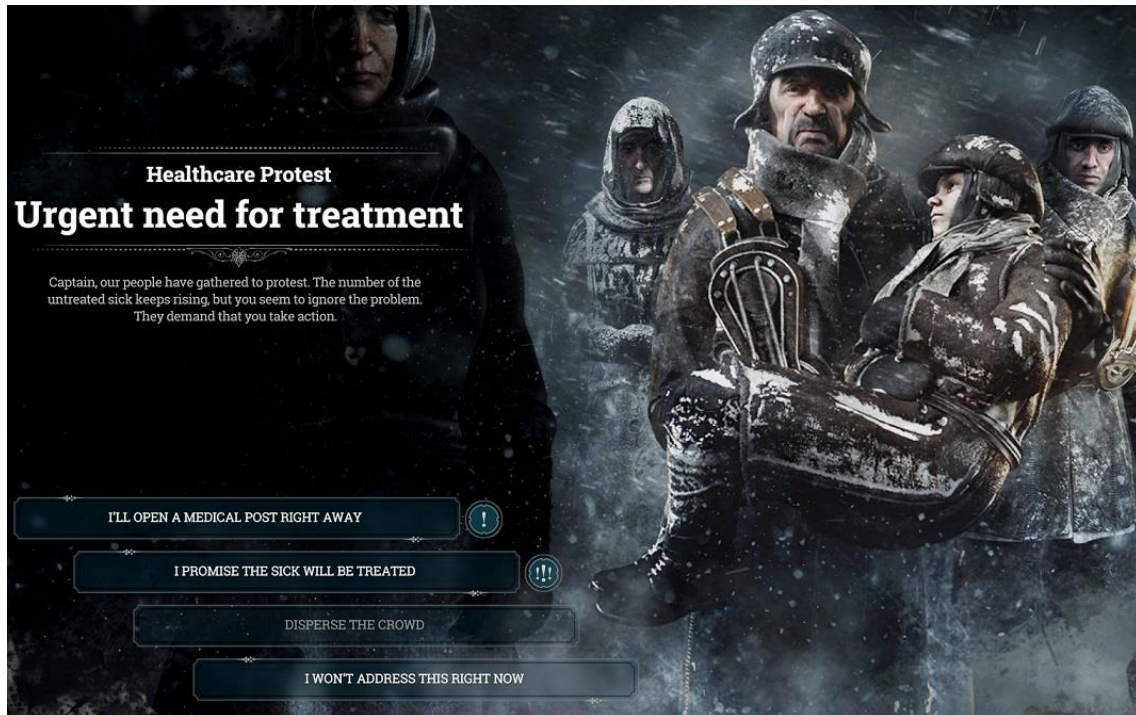 Healthcare Protest
Urgent need for treatment
Captain, our people have gathered to protest. The number of the
untreated sick keeps rising, but you seem to ignore the problem.
They demand that you take action.
I'LL OPEN A MEDICAL POST RIGHT AWAY
!
I PROMISE THE SICK WILL BE TREATED
!!!
DISPERSE THE CROWD
I WON'T ADDRESS THIS RIGHT NOW